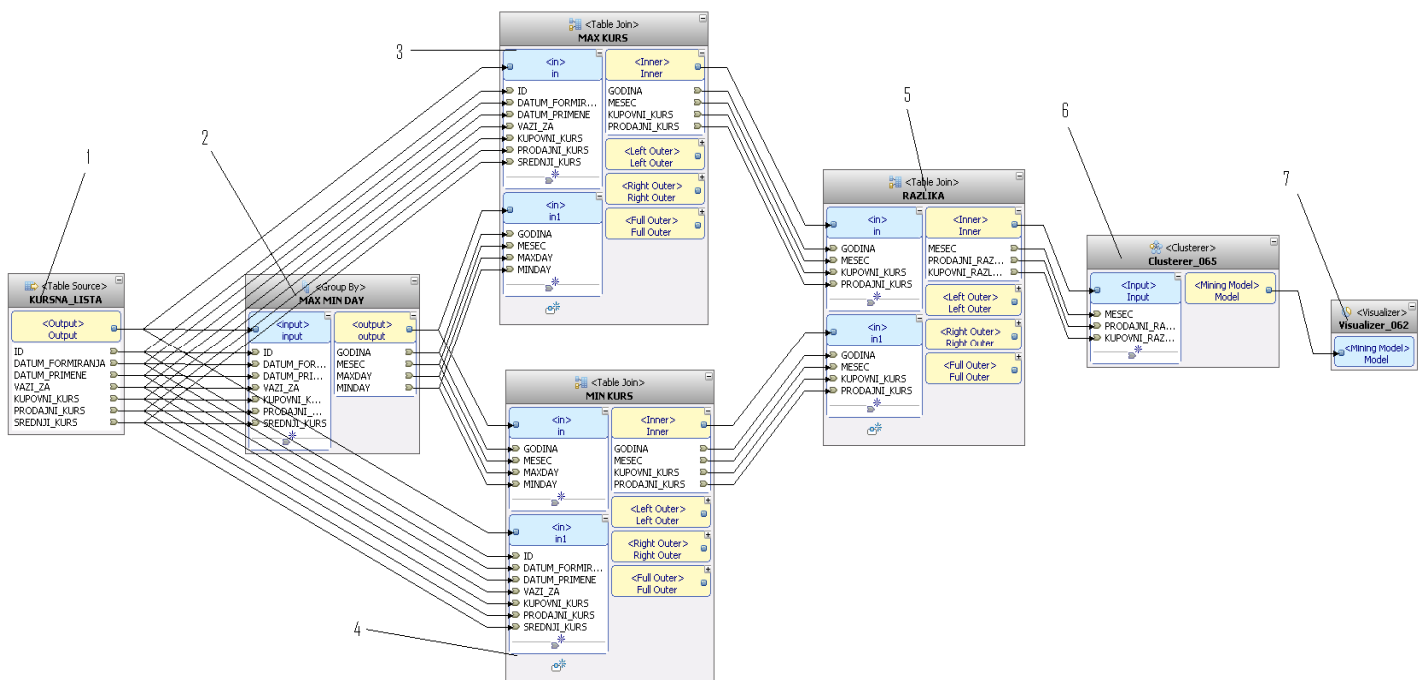 1
<Table Source>
KURSNA_LISTA
<Output>
Output
ID
DATUM_FORMIRANJA
DATUM_PRIMENE
VAZI_ZA
KUPOVNI_KURS
PRODAJNI_KURS
SREDNJI_KURS
2
<Group By>
MAX MIN DAY
<input>
input
ID
DATUM_FOR...
DATUM_PRI...
VAZI_ZA
KUPOVNI_K...
PRODAJNI_...
SREDNJI_KURS
<output>
output
GODINA
MESEC
MAXDAY
MINDAY
3
<Table Join>
MAX KURS
<in>
in
ID
DATUM_FORMIR...
DATUM_PRIMENE
VAZI_ZA
KUPOVNI_KURS
PRODAJNI_KURS
SREDNJI_KURS
<in>
in1
GODINA
MESEC
MAXDAY
MINDAY
<Inner>
Inner
GODINA
MESEC
KUPOVNI_KURS
PRODAJNI_KURS
<Left Outer>
Left Outer
<Right Outer>
Right Outer
<Full Outer>
Full Outer
4
<Table Join>
MIN KURS
<in>
in
GODINA
MESEC
MAXDAY
MINDAY
<in>
in1
ID
DATUM_FORMIR...
DATUM_PRIMENE
VAZI_ZA
KUPOVNI_KURS
PRODAJNI_KURS
SREDNJI_KURS
<Inner>
Inner
GODINA
MESEC
KUPOVNI_KURS
PRODAJNI_KURS
<Left Outer>
Left Outer
<Right Outer>
Right Outer
<Full Outer>
Full Outer
5
<Table Join>
RAZLIKA
<in>
in
GODINA
MESEC
KUPOVNI_KURS
PRODAJNI_KURS
<in>
in1
GODINA
MESEC
KUPOVNI_KURS
PRODAJNI_KURS
<Inner>
Inner
MESEC
PRODAJNI_RAZ...
KUPOVNI_RAZL...
<Left Outer>
Left Outer
<Right Outer>
Right Outer
<Full Outer>
Full Outer
6
<Clusterer>
Clusterer_065
<Input>
Input
MESEC
PRODAJNI_RA...
KUPOVNI_RAZ...
<Mining Model>
Model
7
<Visualizer>
Visualizer_062
<Mining Model>
Model